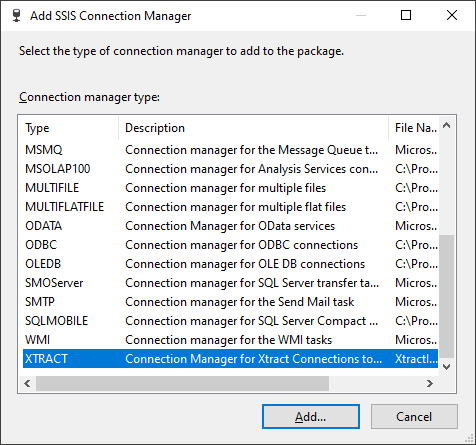 Add SSIS Connection Manager
Select the type of connection manager to add to the package.
Connection manager type:
Type Description File Na...
MSMQ Connection manager for the Message Queue t... Micros...
MSOLAP100 Connection manager for Analysis Services con... C:\Pro...
MULTIFILE Connection manager for multiple files C:\Pro...
MULTIFLATFILE Connection manager for multiple flat files C:\Pro...
ODATA Connection Manager for OData services Micros...
ODBC Connection Manager for ODBC connections C:\Pro...
OLEDB Connection manager for OLE DB connections C:\Pro...
SMOServer Connection manager for SQL Server transfer ta... Micros...
SMTP Connection manager for the Send Mail task Micros...
SQLMOBILE Connection manager for SQL Server Compact ... C:\Pro...
WMI Connection manager for the WMI tasks Micros...
XTRACT Connection Manager for Xtract Connections to... XtractI...
Add... Cancel